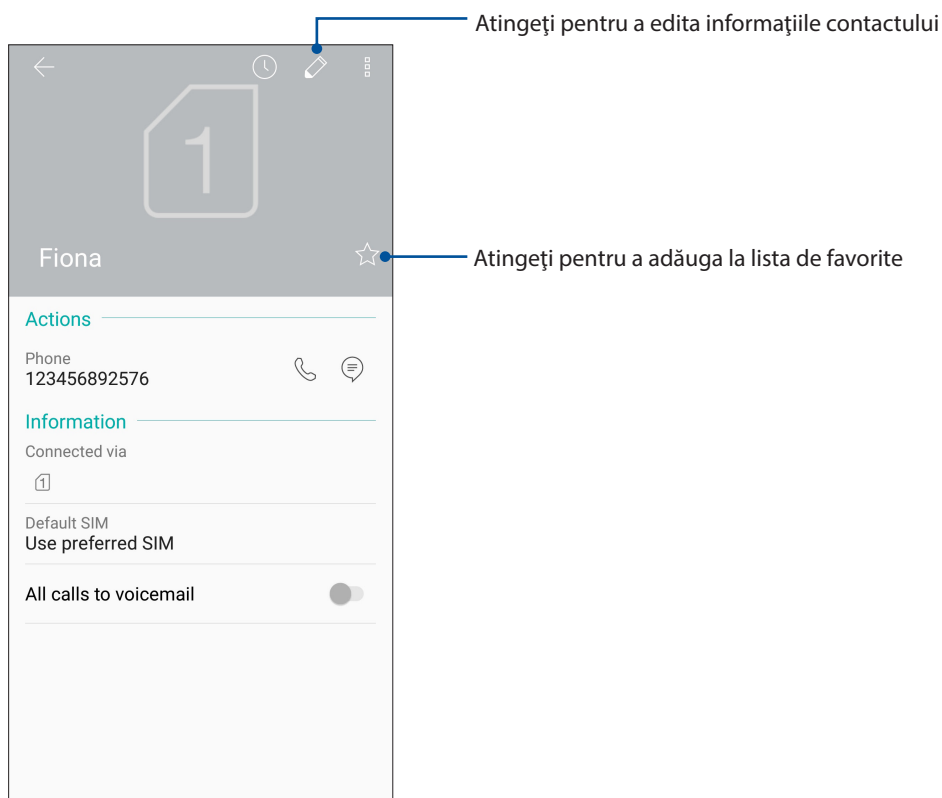 Atingeţi pentru a edita informaţiile contactului
1
Fiona
Atingeţi pentru a adăuga la lista de favorite
Actions
Phone
123456892576
Information
Connected via
1
Default SIM
Use preferred SIM
All calls to voicemail